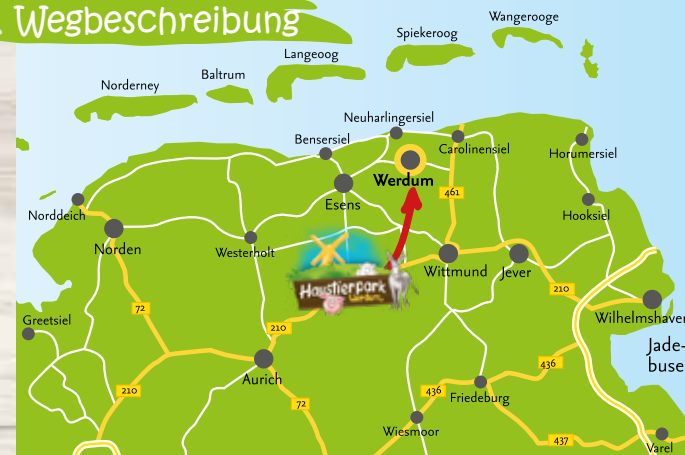 Wegbeschreibung
Wangerooge
Spiekeroog
Langeoog
Baltrum
Norderney
Neuharlingersiel
Bensersiel
Carolinensiel
Horumersiel
Werdum
461
Esens
Norddeich
Hooksiel
Norden
Westerholt
Wittmund
Jever
Haustierpark
Werdum
210
72
Wilhelmshaven
Greetsiel
210
Jade-
buse
436
Aurich
210
436
Friedeburg
72
Wiesmoor
437
Varel